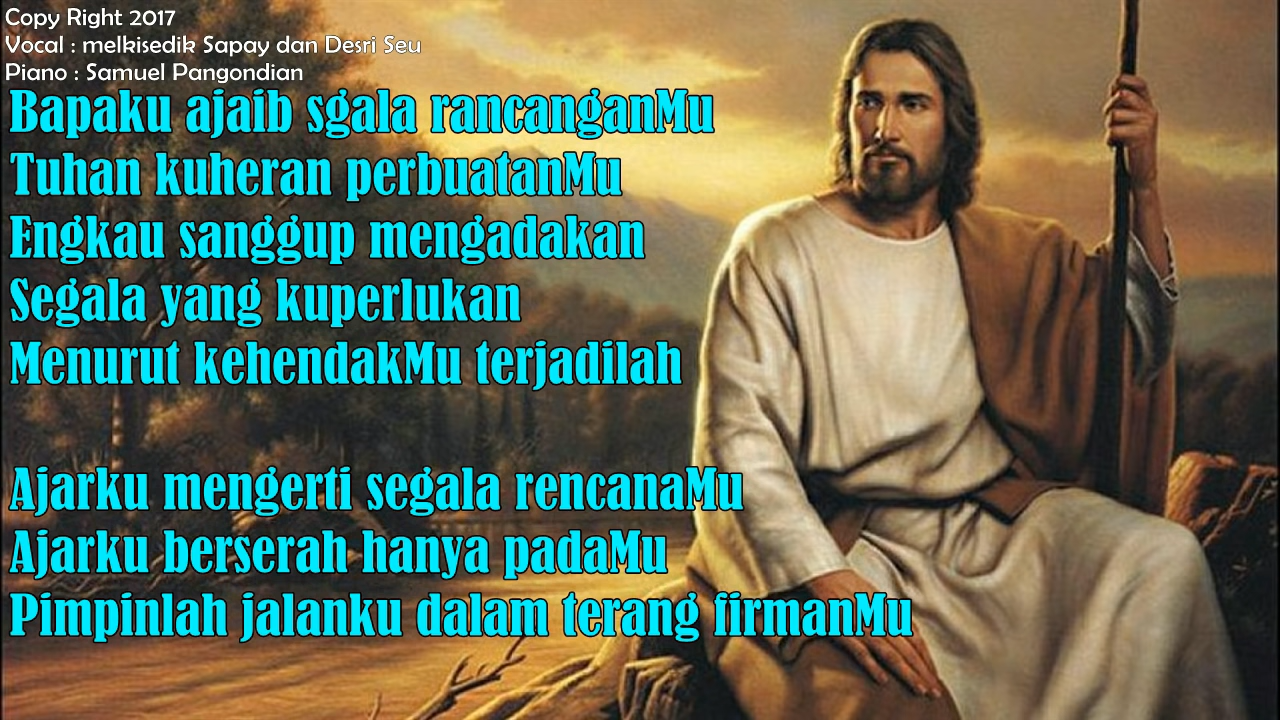 Copy Right 2017
Vocal : melkisedik Sapay dan Desri Seu
Piano : Samuel Pangondian
Bapaku ajaib sgala rancanganMu
Tuhan kuheran perbuatanMu
Engkau sanggup mengadakan
Segala yang kuperlukan
Menurut kehendakMu terjadilah
Ajarku mengerti segala rencanaMu
Ajarku berserah hanya padaMu
Pimpinlah jalanku dalam terang firmanMu